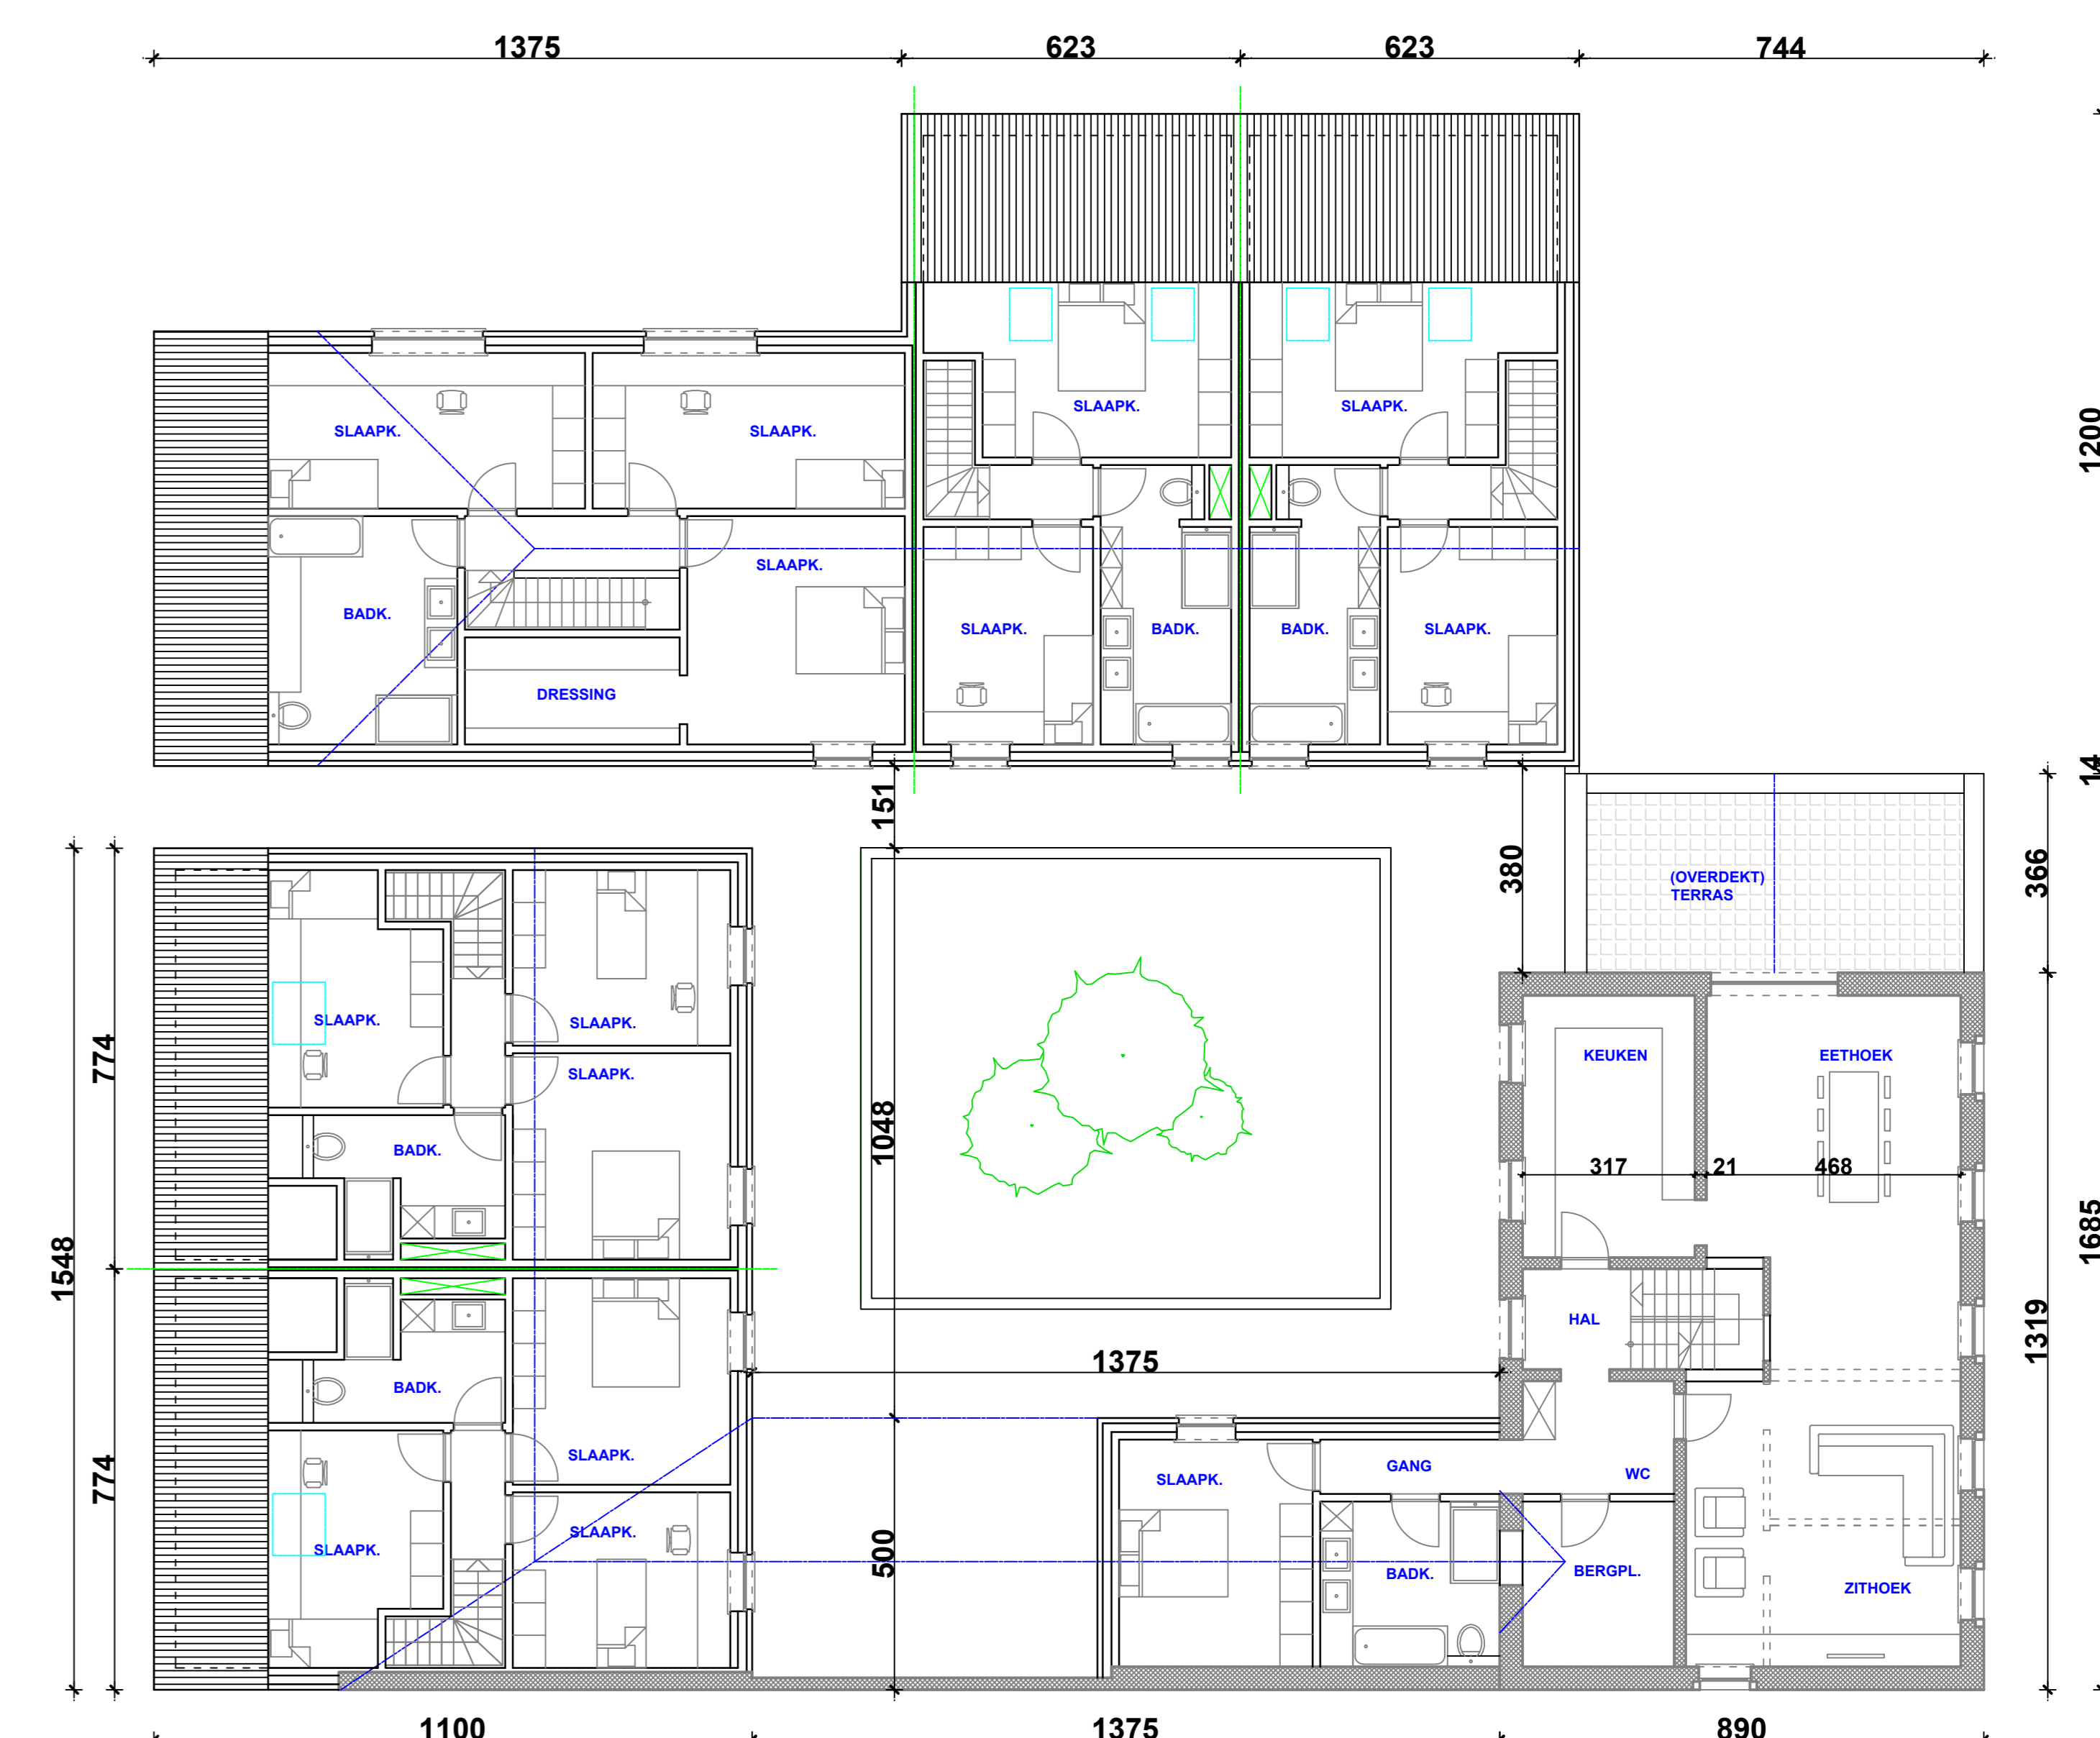 1375
623
623
744
1200
SLAAPK.
SLAAPK.
SLAAPK.
SLAAPK.
SLAAPK.
BADK.
SLAAPK.
BADK.
BADK.
SLAAPK.
DRESSING
14
151
380
366
(OVERDEKT)
TERRAS
774
SLAAPK.
SLAAPK.
SLAAPK.
KEUKEN
EETHOEK
1048
BADK.
317
21
468
1548
1685
1319
HAL
1375
BADK.
774
SLAAPK.
SLAAPK.
SLAAPK.
500
SLAAPK.
GANG
WC
BADK.
BERGPL.
ZITHOEK
1100
1375
890